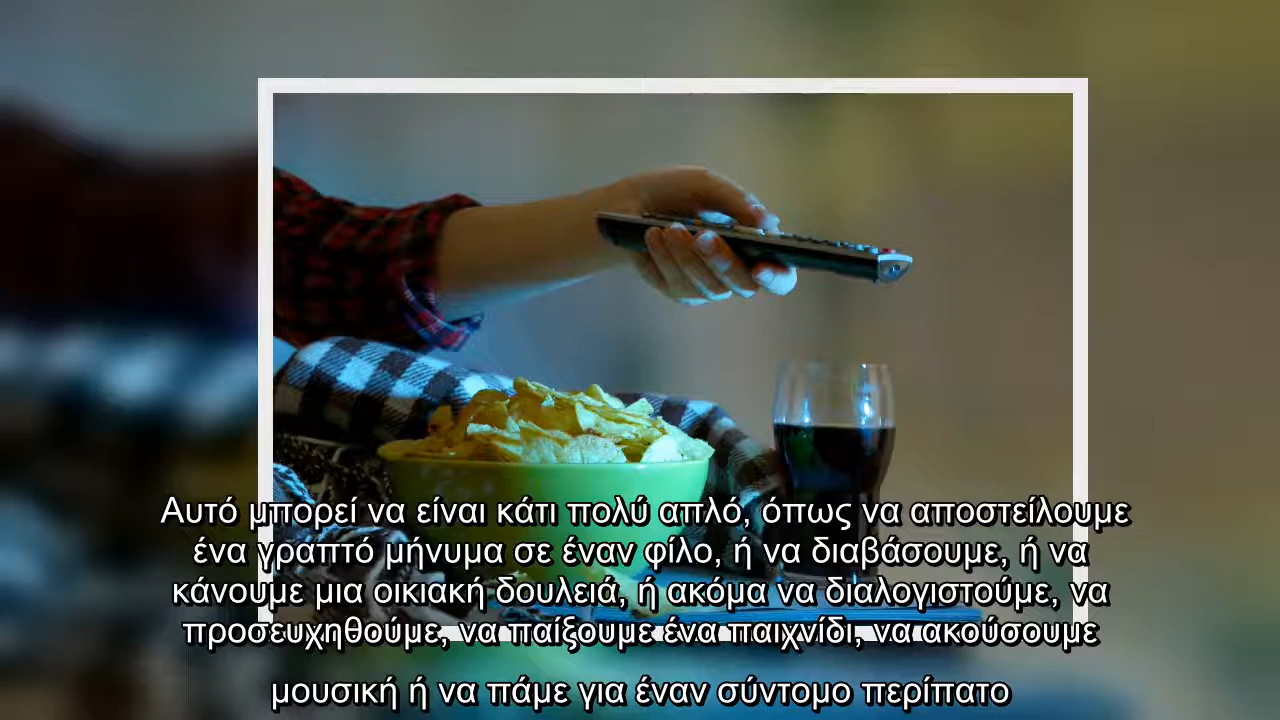 Αυτό μπορεί να είναι κάτι πολύ απλό, όπως να αποστείλουμε
ένα γραπτό μήνυμα σε έναν φίλο, ή να διαβάσουμε, ή να
κάνουμε μια οικιακή δουλειά, ή ακόμα να διαλογιστούμε, να
προσευχηθούμε, να παίξουμε ένα παιχνίδι, να ακούσουμε
μουσική ή να πάμε για έναν σύντομο περίπατο